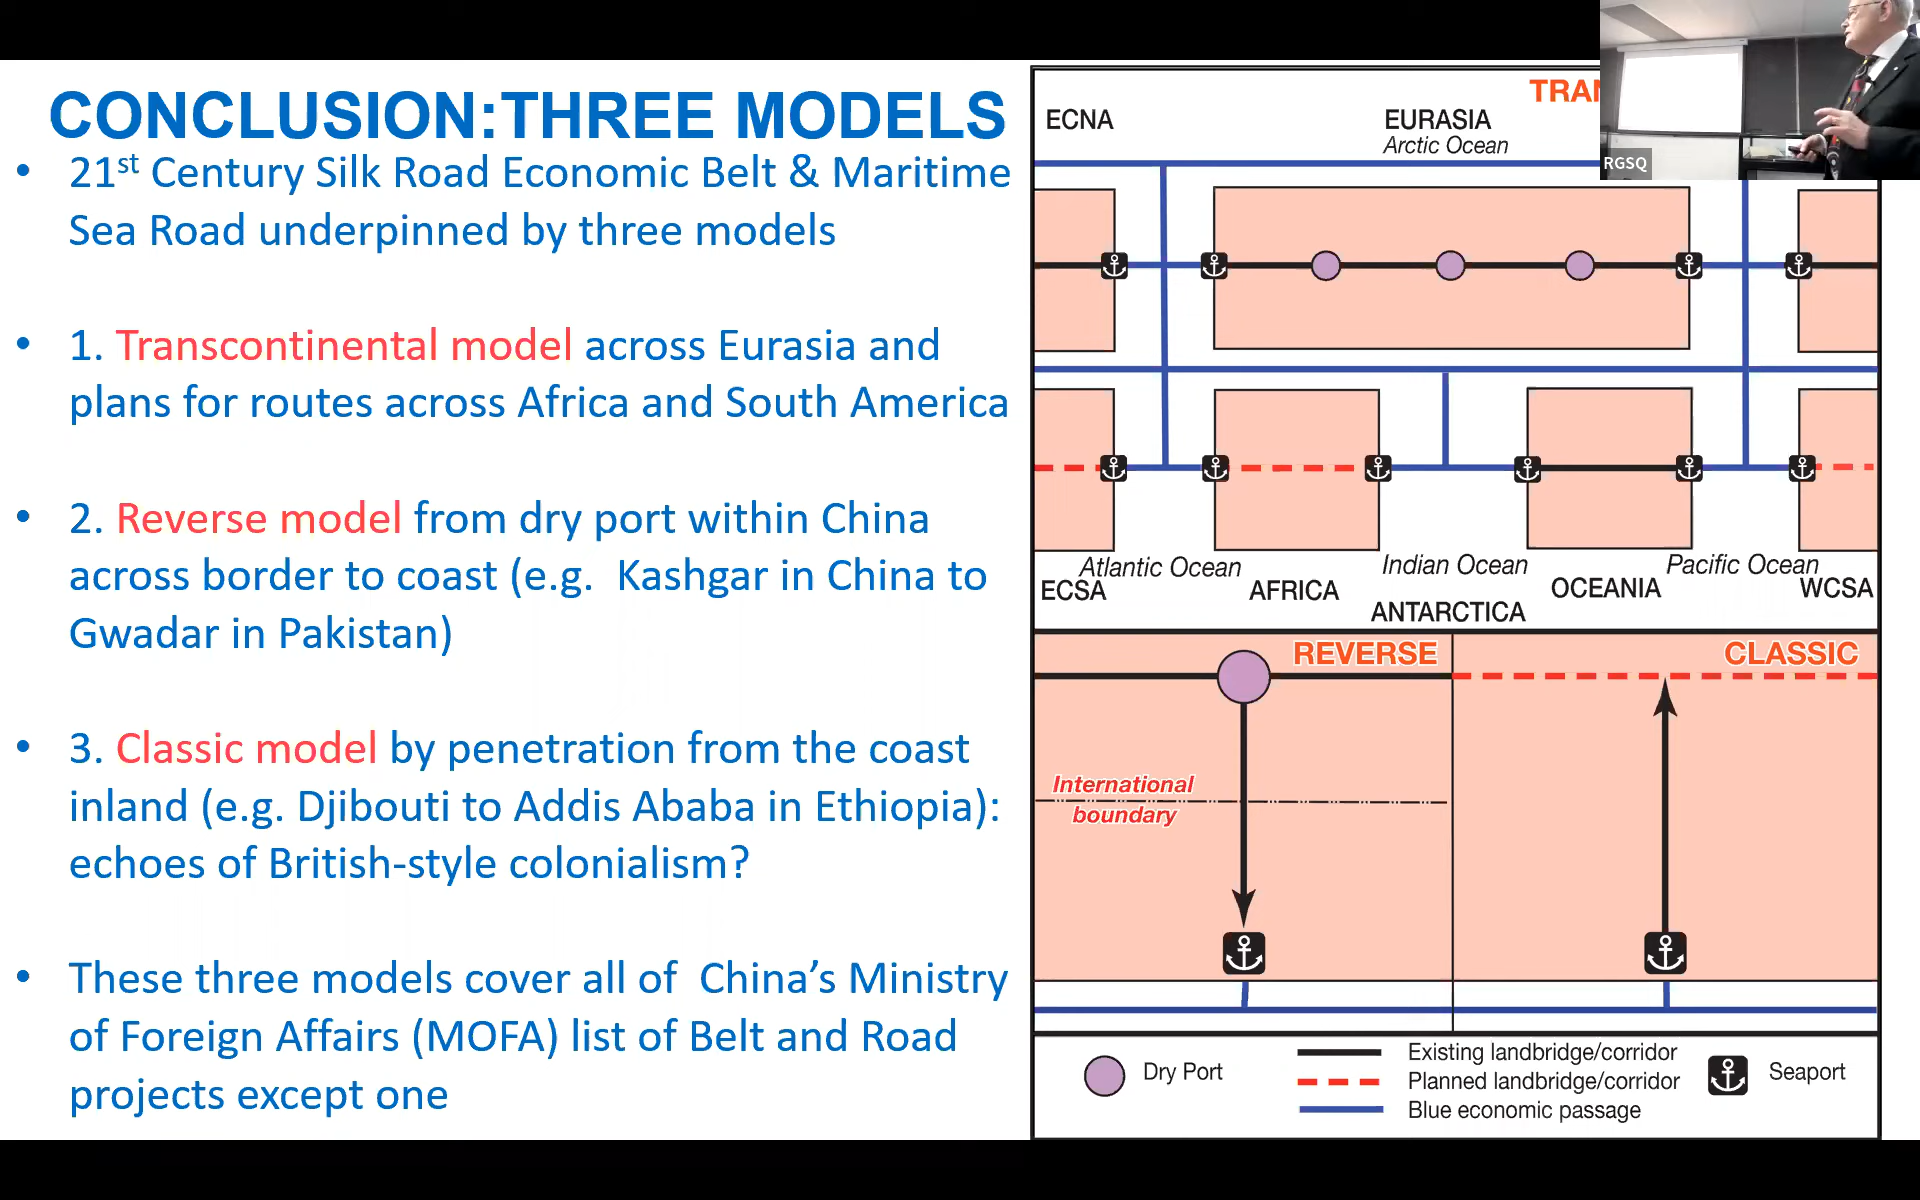 CONCLUSION:THREE MODELS
• 21st Century Silk Road Economic Belt & Maritime
Sea Road underpinned by three models
• 1. Transcontinental model across Eurasia and
plans for routes across Africa and South America
• 2. Reverse model from dry port within China
across border to coast (e.g. Kashgar in China to
Gwadar in Pakistan)
• 3. Classic model by penetration from the coast
inland (e.g. Djibouti to Addis Ababa in Ethiopia):
echoes of British-style colonialism?
• These three models cover all of China's Ministry
of Foreign Affairs (MOFA) list of Belt and Road
projects except one
TRAN
ECNA
EURASIA
Arctic Ocean
RGSQ
Atlantic Ocean
Indian Ocean
Pacific Ocean
ECSA
AFRICA
OCEANIA
WCSA
ANTARCTICA
REVERSE
CLASSIC
International
boundary
Dry Port
Existing landbridge/corridor
Planned landbridge/corridor
Blue economic passage
Seaport